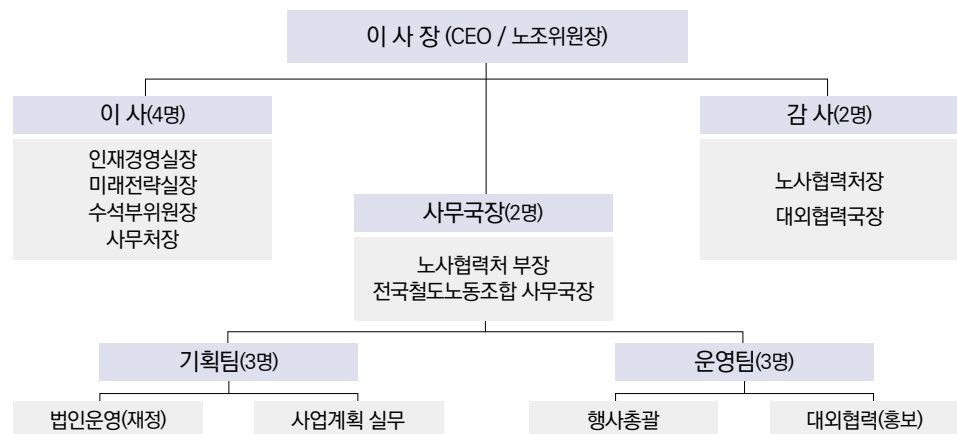 이 사 장 (CEO / 노조위원장)
이 사(4명)
인재경영실장
미래전략실장
수석부위원장
사무처장
감 사(2명)
노사협력처장
대외협력국장
사무국장(2명)
노사협력처 부장
전국철도노동조합 사무국장
기획팀(3명)
운영팀(3명)
법인운영(재정)
사업계획 실무
행사총괄
대외협력(홍보)